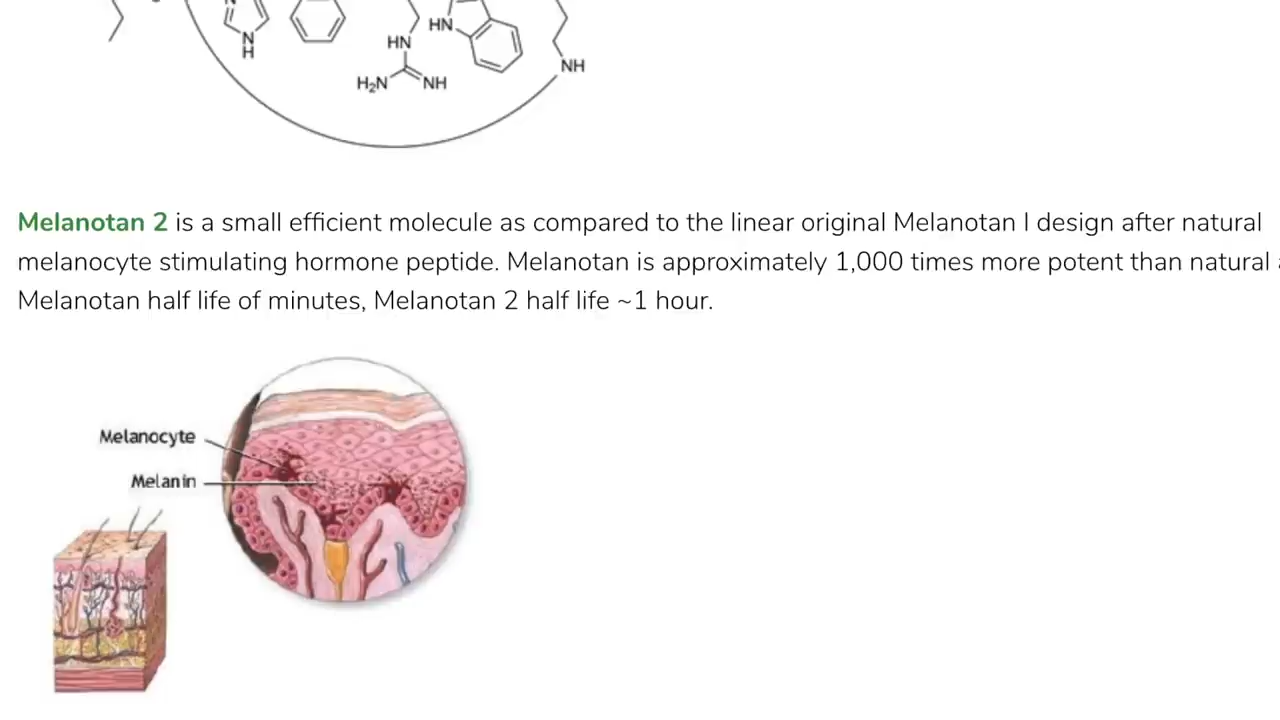 N
H
HN
HN
H₂N
NH
NH
Melanotan 2 is a small efficient molecule as compared to the linear original Melanotan I design after natural
melanocyte stimulating hormone peptide. Melanotan is approximately 1,000 times more potent than natural
Melanotan half life of minutes, Melanotan 2 half life ~1 hour.
Melanocyte
Melanin